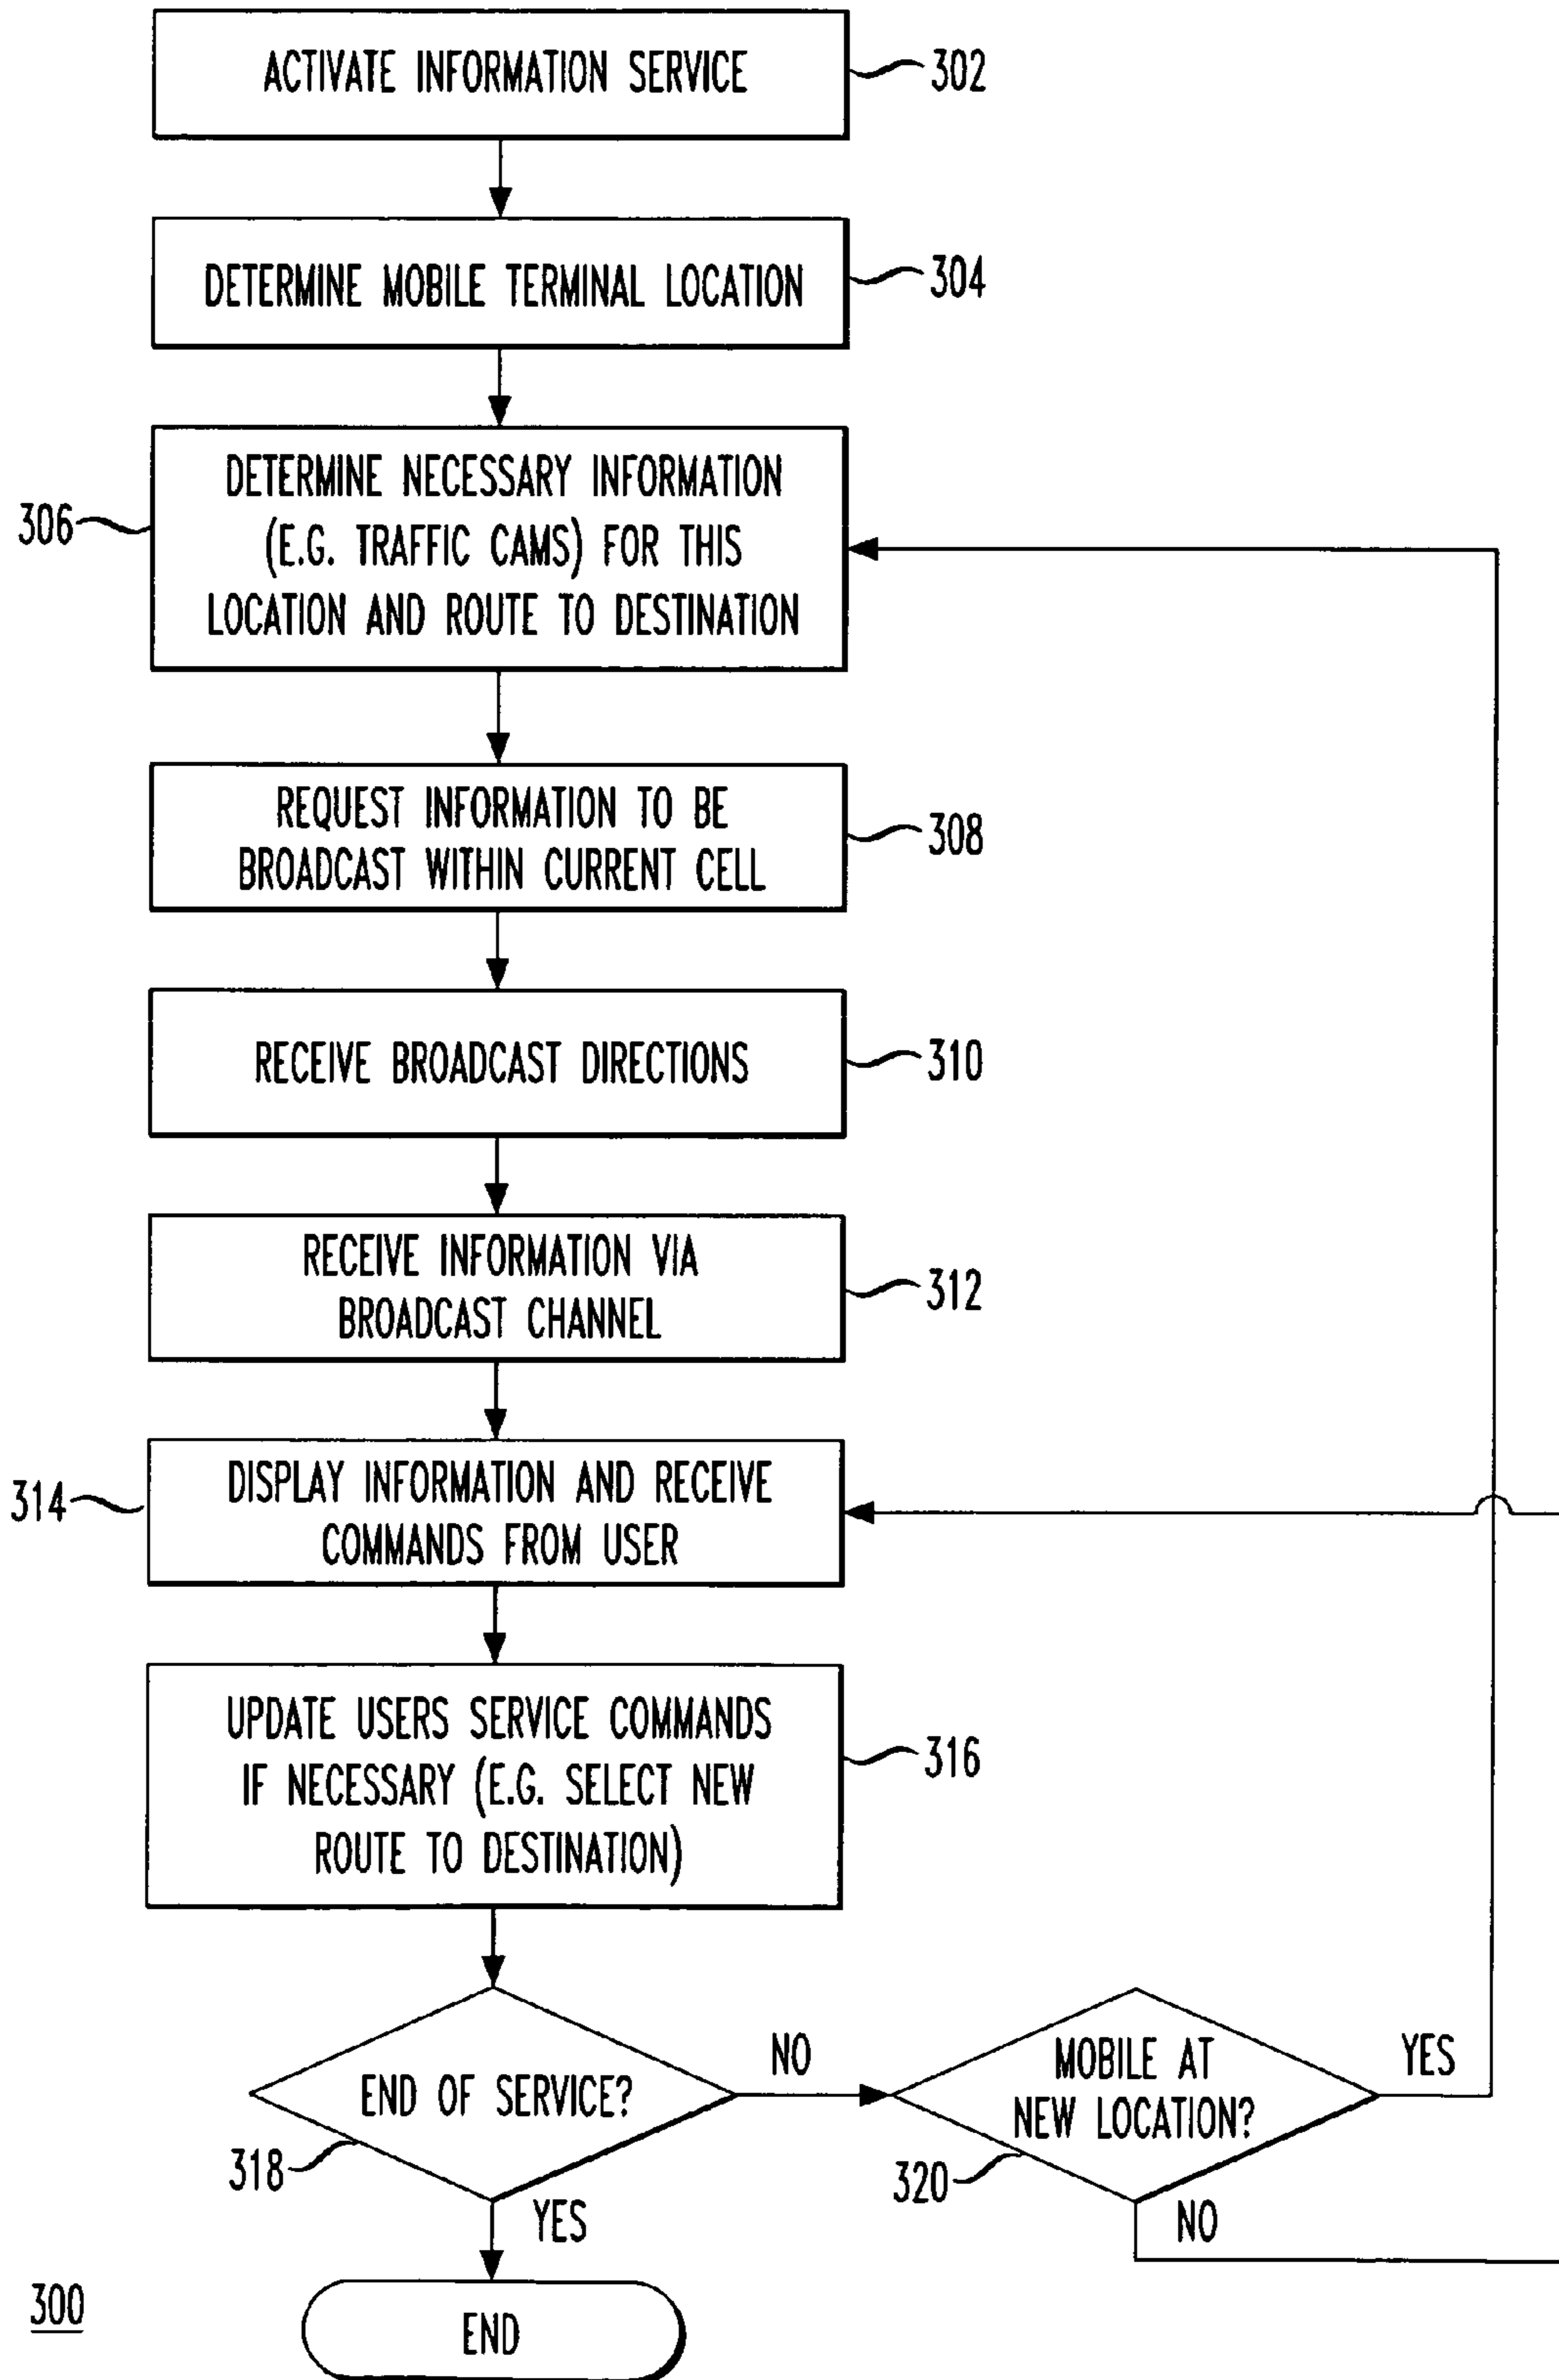 ACTIVATE INFORMATION SERVICE
302
DETERMINE MOBILE TERMINAL LOCATION
304
306
DETERMINE NECESSARY INFORMATION
(E.G. TRAFFIC CAMS) FOR THIS
LOCATION AND ROUTE TO DESTINATION
REQUEST INFORMATION TO BE
BROADCAST WITHIN CURRENT CELL
308
RECEIVE BROADCAST DIRECTIONS
310
RECEIVE INFORMATION VIA
BROADCAST CHANNEL
312
314
DISPLAY INFORMATION AND RECEIVE
COMMANDS FROM USER
UPDATE USERS SERVICE COMMANDS
IF NECESSARY (E.G. SELECT NEW
ROUTE TO DESTINATION)
316
END OF SERVICE?
318
NO
YES
MOBILE AT
NEW LOCATION?
320
YES
NO
END
300